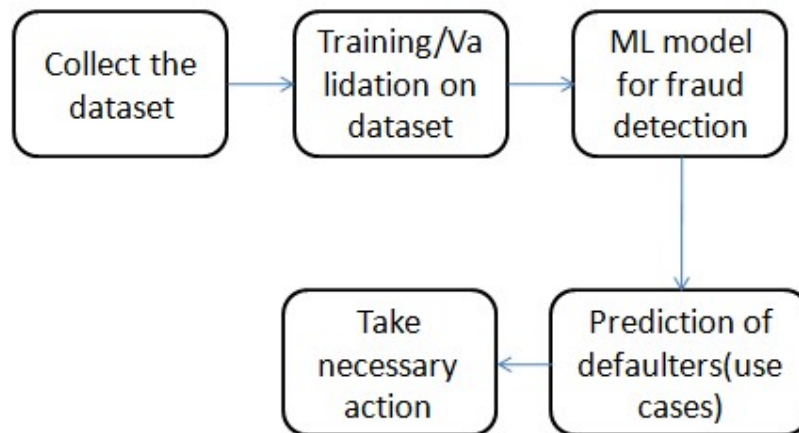 Collect the
dataset
Training/Va
lidation on
dataset
ML model
for fraud
detection
Prediction of
defaulters(use
cases)
Take
necessary
action